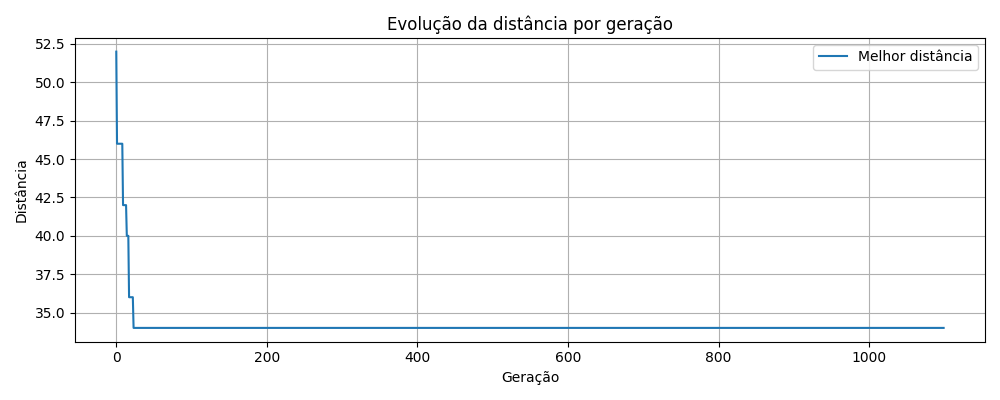 Evolução da distância por geração
Melhor distância
52.5
50.0
47.5
45.0
42.5
40.0
37.5
35.0
Distância
0 200 400 600 800 1000
Geração